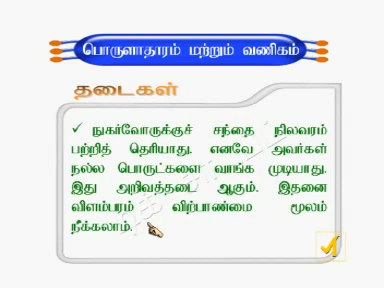 பொருளாதாரம் மற்றும் வணிகம்
தடைகள்
நுகர்வோருக்குச் சந்தை நிலவரம்
பற்றித் தெரியாது. எனவே அவர்கள்
நல்ல பொருட்களை வாங்க முடியாது.
இது அறிவத்தடை ஆகும். இதனை
விளம்பரம் விற்பாண்மை மூலம்
நீக்கலாம்.